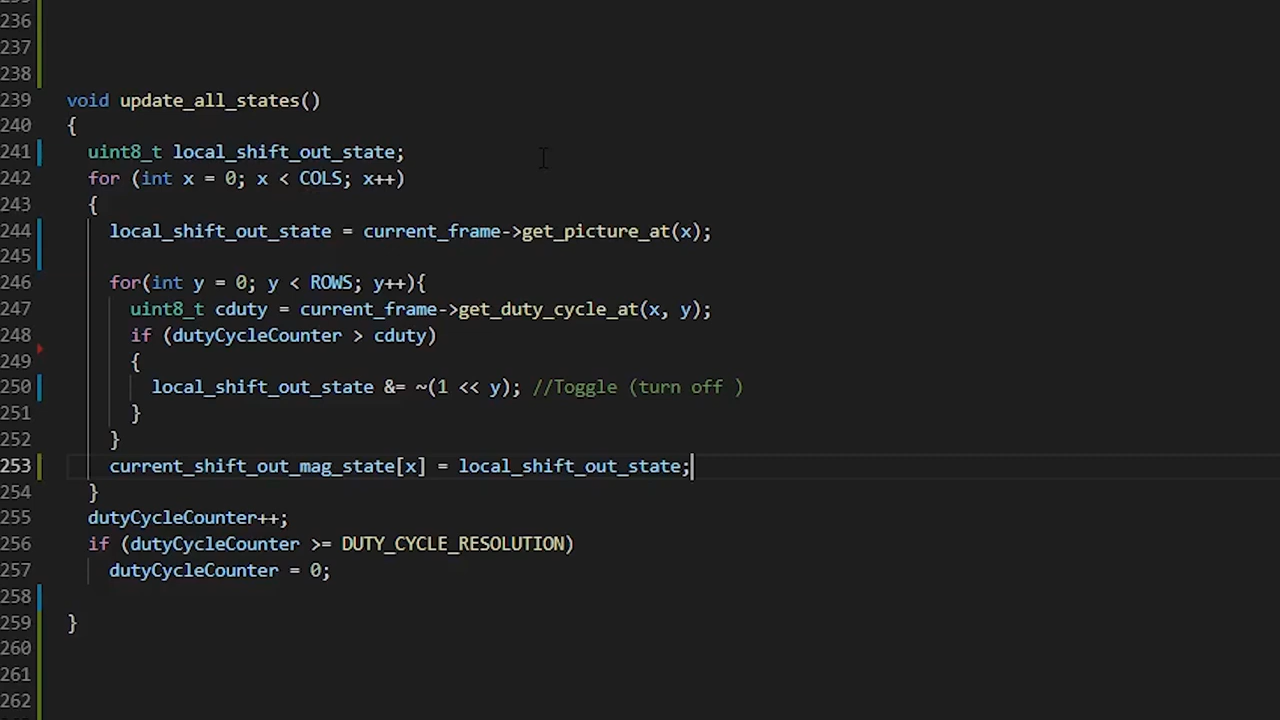 236
237
238
239 void update_all_states()
240 {
241 uint8_t local_shift_out_state;
242 for (int x = 0; x < COLS; x++)
243 {
244 local_shift_out_state = current_frame->get_picture_at(x);
245
246 for(int y = 0; y < ROWS; y++){
247 uint8_t cduty = current_frame->get_duty_cycle_at(x, y);
248 if (dutyCycleCounter > cduty)
249 {
250 local_shift_out_state &= ~(1 << y); //Toggle (turn off )
251 }
252 }
253 current_shift_out_mag_state[x] = local_shift_out_state;
254 }
255 dutyCycleCounter++;
256 if (dutyCycleCounter >= DUTY_CYCLE_RESOLUTION)
257 dutyCycleCounter = 0;
258
259 }
260
261
262